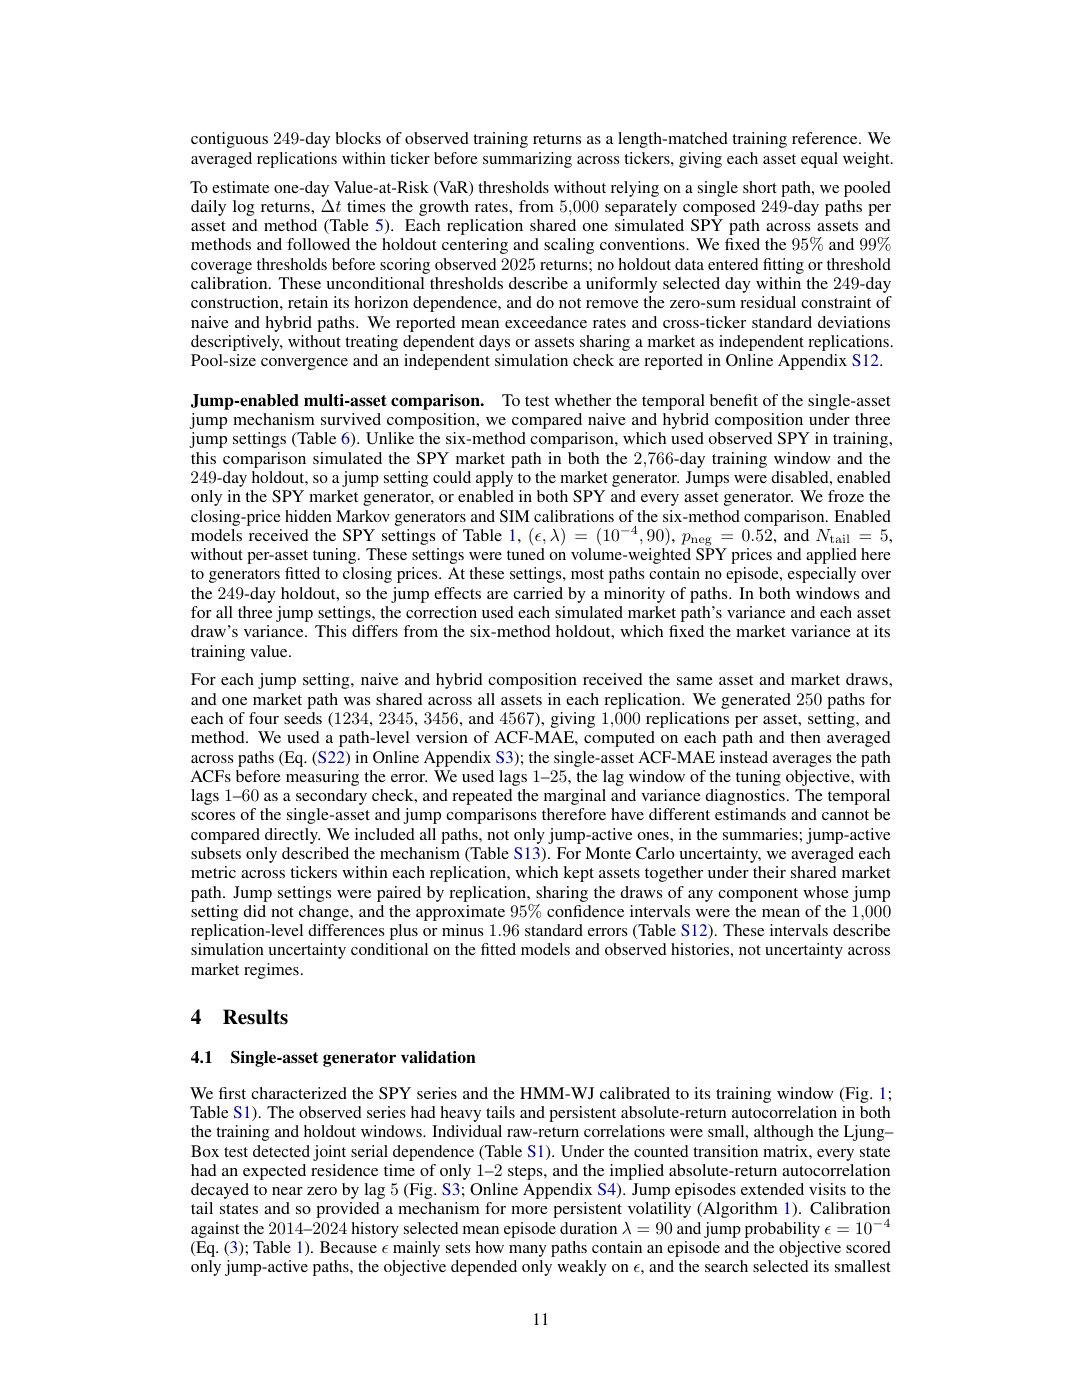 contiguous 249-day blocks of observed training returns as a length-matched training reference. We
averaged replications within ticker before summarizing across tickers, giving each asset equal weight.
To estimate one-day Value-at-Risk (VaR) thresholds without relying on a single short path, we pooled
daily log returns, Δt times the growth rates, from 5,000 separately composed 249-day paths per
asset and method (Table 5). Each replication shared one simulated SPY path across assets and
methods and followed the holdout centering and scaling conventions. We fixed the 95% and 99%
coverage thresholds before scoring observed 2025 returns; no holdout data entered fitting or threshold
calibration. These unconditional thresholds describe a uniformly selected day within the 249-day
construction, retain its horizon dependence, and do not remove the zero-sum residual constraint of
naive and hybrid paths. We reported mean exceedance rates and cross-ticker standard deviations
descriptively, without treating dependent days or assets sharing a market as independent replications.
Pool-size convergence and an independent simulation check are reported in Online Appendix S12.
Jump-enabled multi-asset comparison. To test whether the temporal benefit of the single-asset
jump mechanism survived composition, we compared naive and hybrid composition under three
jump settings (Table 6). Unlike the six-method comparison, which used observed SPY in training,
this comparison simulated the SPY market path in both the 2,766-day training window and the
249-day holdout, so a jump setting could apply to the market generator. Jumps were disabled, enabled
only in the SPY market generator, or enabled in both SPY and every asset generator. We froze the
closing-price hidden Markov generators and SIM calibrations of the six-method comparison. Enabled
models received the SPY settings of Table 1, (ϵ, λ) = (10⁻⁴, 90), p_neg = 0.52, and N_tail = 5,
without per-asset tuning. These settings were tuned on volume-weighted SPY prices and applied here
to generators fitted to closing prices. At these settings, most paths contain no episode, especially over
the 249-day holdout, so the jump effects are carried by a minority of paths. In both windows and
for all three jump settings, the correction used each simulated market path's variance and each asset
draw's variance. This differs from the six-method holdout, which fixed the market variance at its
training value.
For each jump setting, naive and hybrid composition received the same asset and market draws,
and one market path was shared across all assets in each replication. We generated 250 paths for
each of four seeds (1234, 2345, 3456, and 4567), giving 1,000 replications per asset, setting, and
method. We used a path-level version of ACF-MAE, computed on each path and then averaged
across paths (Eq. (S22) in Online Appendix S3); the single-asset ACF-MAE instead averages the path
ACFs before measuring the error. We used lags 1–25, the lag window of the tuning objective, with
lags 1–60 as a secondary check, and repeated the marginal and variance diagnostics. The temporal
scores of the single-asset and jump comparisons therefore have different estimands and cannot be
compared directly. We included all paths, not only jump-active ones, in the summaries; jump-active
subsets only described the mechanism (Table S13). For Monte Carlo uncertainty, we averaged each
metric across tickers within each replication, which kept assets together under their shared market
path. Jump settings were paired by replication, sharing the draws of any component whose jump
setting did not change, and the approximate 95% confidence intervals were the mean of the 1,000
replication-level differences plus or minus 1.96 standard errors (Table S12). These intervals describe
simulation uncertainty conditional on the fitted models and observed histories, not uncertainty across
market regimes.
4 Results
4.1 Single-asset generator validation
We first characterized the SPY series and the HMM-WJ calibrated to its training window (Fig. 1;
Table S1). The observed series had heavy tails and persistent absolute-return autocorrelation in both
the training and holdout windows. Individual raw-return correlations were small, although the Ljung–
Box test detected joint serial dependence (Table S1). Under the counted transition matrix, every state
had an expected residence time of only 1–2 steps, and the implied absolute-return autocorrelation
decayed to near zero by lag 5 (Fig. S3; Online Appendix S4). Jump episodes extended visits to the
tail states and so provided a mechanism for more persistent volatility (Algorithm 1). Calibration
against the 2014–2024 history selected mean episode duration λ = 90 and jump probability ϵ = 10⁻⁴
(Eq. (3); Table 1). Because ϵ mainly sets how many paths contain an episode and the objective scored
only jump-active paths, the objective depended only weakly on ϵ, and the search selected its smallest
11